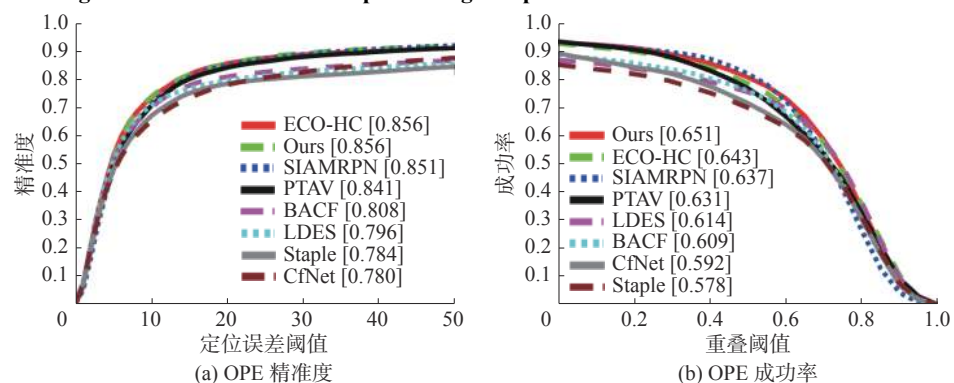 1.0
0.9
0.8
0.7
0.6
0.5
0.4
0.3
0.2
0.1
0
10
20
30
40
50
精准度
定位误差阈值
ECO-HC [0.856]
Ours [0.856]
SIAMRPN [0.851]
PTAV [0.841]
BACF [0.808]
LDES [0.796]
Staple [0.784]
CfNet [0.780]
(a) OPE 精准度
1.0
0.9
0.8
0.7
0.6
0.5
0.4
0.3
0.2
0.1
0
0.2
0.4
0.6
0.8
1.0
成功率
重叠阈值
Ours [0.651]
ECO-HC [0.643]
SIAMRPN [0.637]
PTAV [0.631]
LDES [0.614]
BACF [0.609]
CfNet [0.592]
Staple [0.578]
(b) OPE 成功率